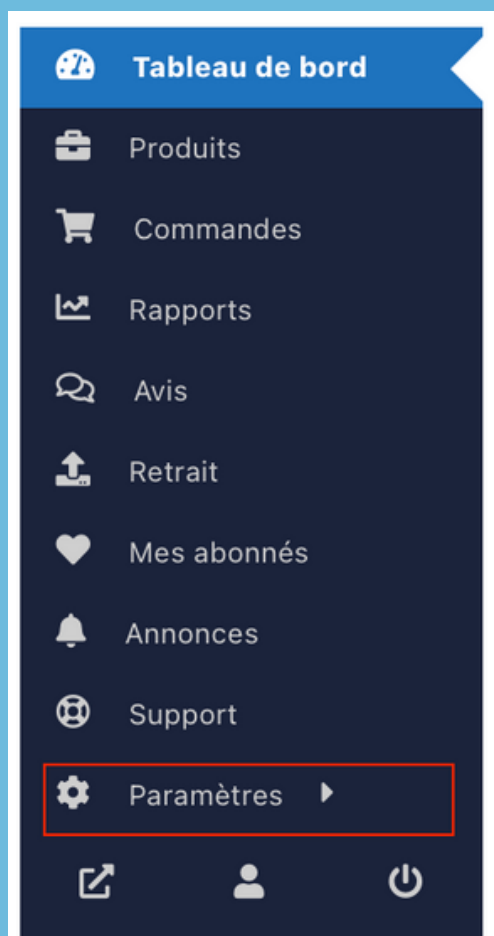 Tableau de bord
Produits
Commandes
Rapports
Avis
Retrait
Mes abonnés
Annonces
Support
Paramètres